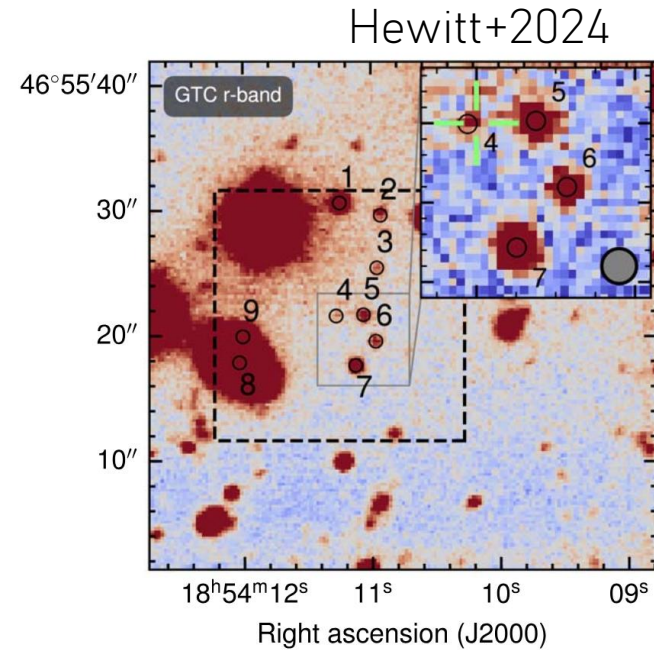 Hewitt+2024
46°55′40″
GTC r-band
5
4
6
7
1
30″
2
3
4
5
9
6
20″
8
7
10″
18ʰ54ᵐ12ˢ
11ˢ
10ˢ
09ˢ
Right ascension (J2000)